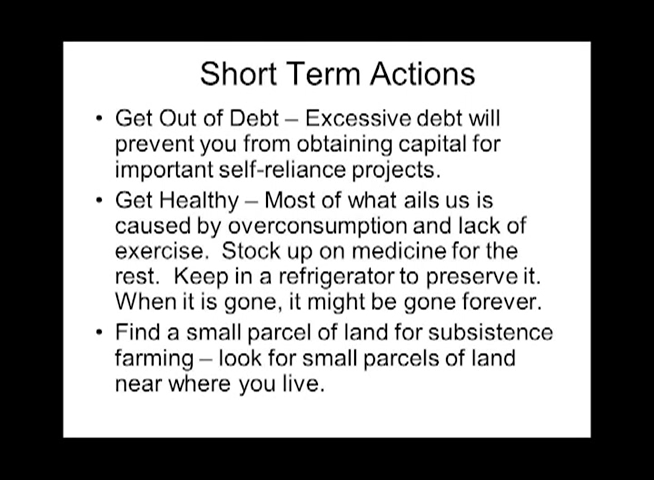 Short Term Actions
• Get Out of Debt – Excessive debt will
prevent you from obtaining capital for
important self-reliance projects.
• Get Healthy – Most of what ails us is
caused by overconsumption and lack of
exercise.  Stock up on medicine for the
rest.  Keep in a refrigerator to preserve it.
When it is gone, it might be gone forever.
• Find a small parcel of land for subsistence
farming – look for small parcels of land
near where you live.